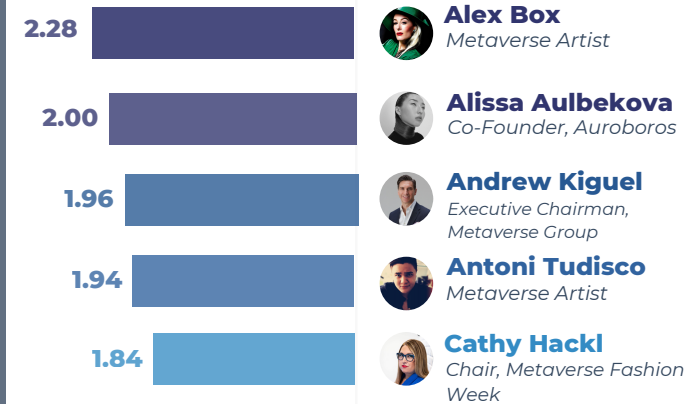 2.28
Alex Box
Metaverse Artist
2.00
Alissa Aulbekova
Co-Founder, Auroboros
1.96
Andrew Kiguel
Executive Chairman,
Metaverse Group
1.94
Antoni Tudisco
Metaverse Artist
1.84
Cathy Hackl
Chair, Metaverse Fashion
Week